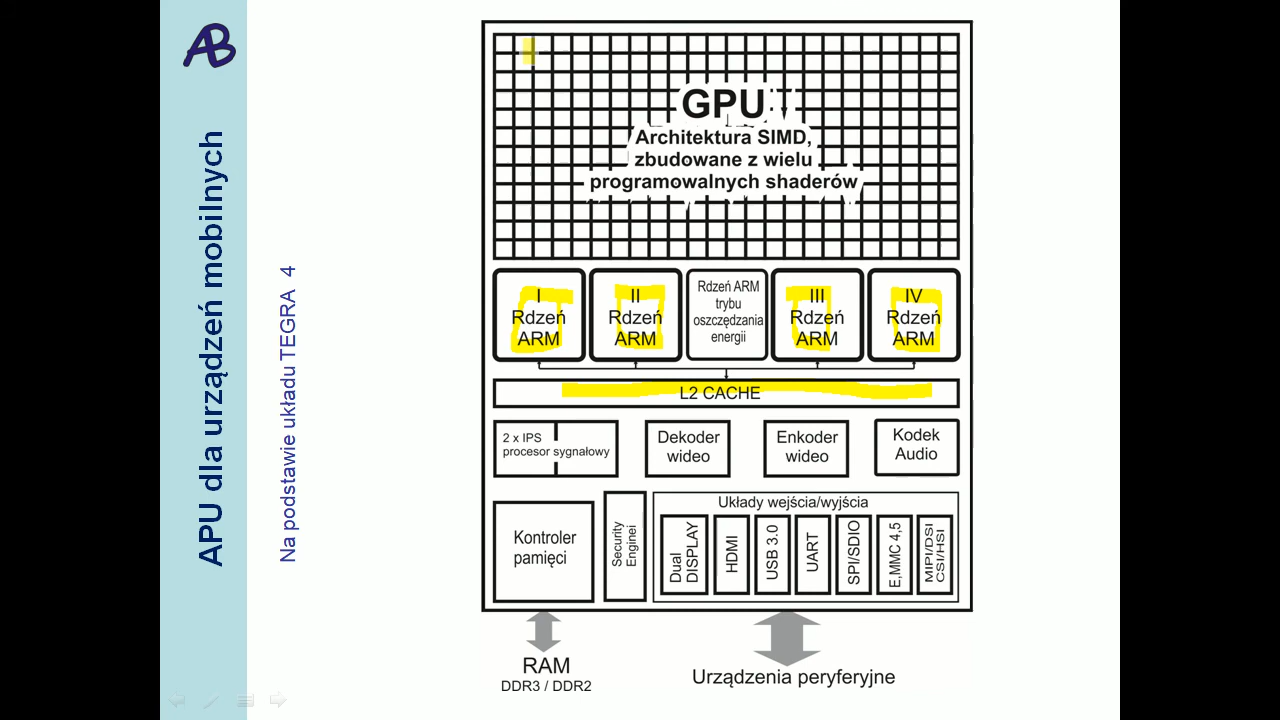 AB
APU dla urządzeń mobilnych
Na podstawie układu TEGRA 4
GPU
Architektura SIMD,
zbudowane z wielu
programowalnych shaderów
I
Rdzeń
ARM
II
Rdzeń
ARM
Rdzeń ARM
trybu
oszczędzania
energii
III
Rdzeń
ARM
IV
Rdzeń
ARM
L2 CACHE
2 x IPS
procesor sygnałowy
Dekoder
wideo
Enkoder
wideo
Kodek
Audio
Kontroler
pamięci
Security
Enginei
Układy wejścia/wyjścia
Dual
DISPLAY
HDMI
USB 3.0
UART
SPI/SDIO
E,MMC 4,5
MIPI/DSI
CSI/HSI
RAM
DDR3 / DDR2
Urządzenia peryferyjne